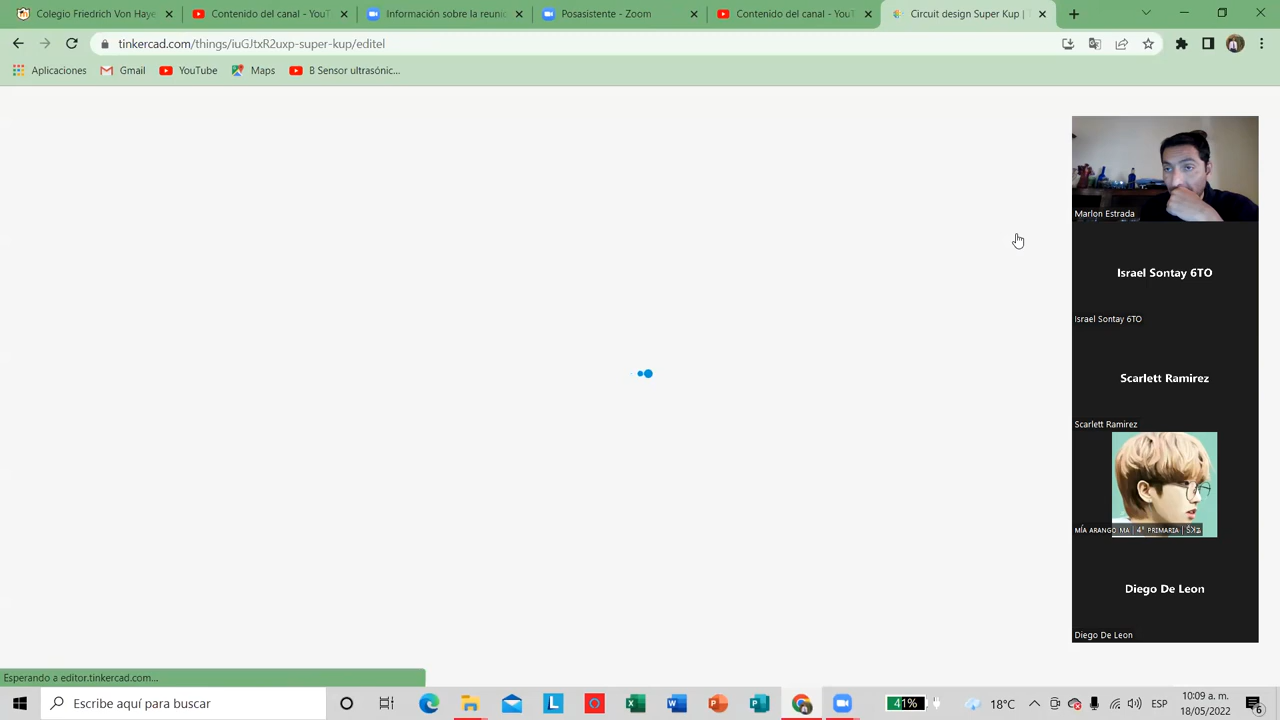 Colegio Friedrich Von Haye
Contenido del canal - YouT
Información sobre la reunió
Posasistente - Zoom
Contenido del canal - YouT
Circuit design Super Kup | T
tinkercad.com/things/iuGJtxR2uxp-super-kup/editel
Aplicaciones
Gmail
YouTube
Maps
B Sensor ultrasónic...
Marlon Estrada
Israel Sontay 6TO
Israel Sontay 6TO
Scarlett Ramirez
Scarlett Ramirez
MÍA ARANGO MA | 4° PRIMARIA |
Diego De Leon
Diego De Leon
Esperando a editor.tinkercad.com...
Escribe aquí para buscar
41%
18°C
ESP
10:09 a. m.
18/05/2022
6